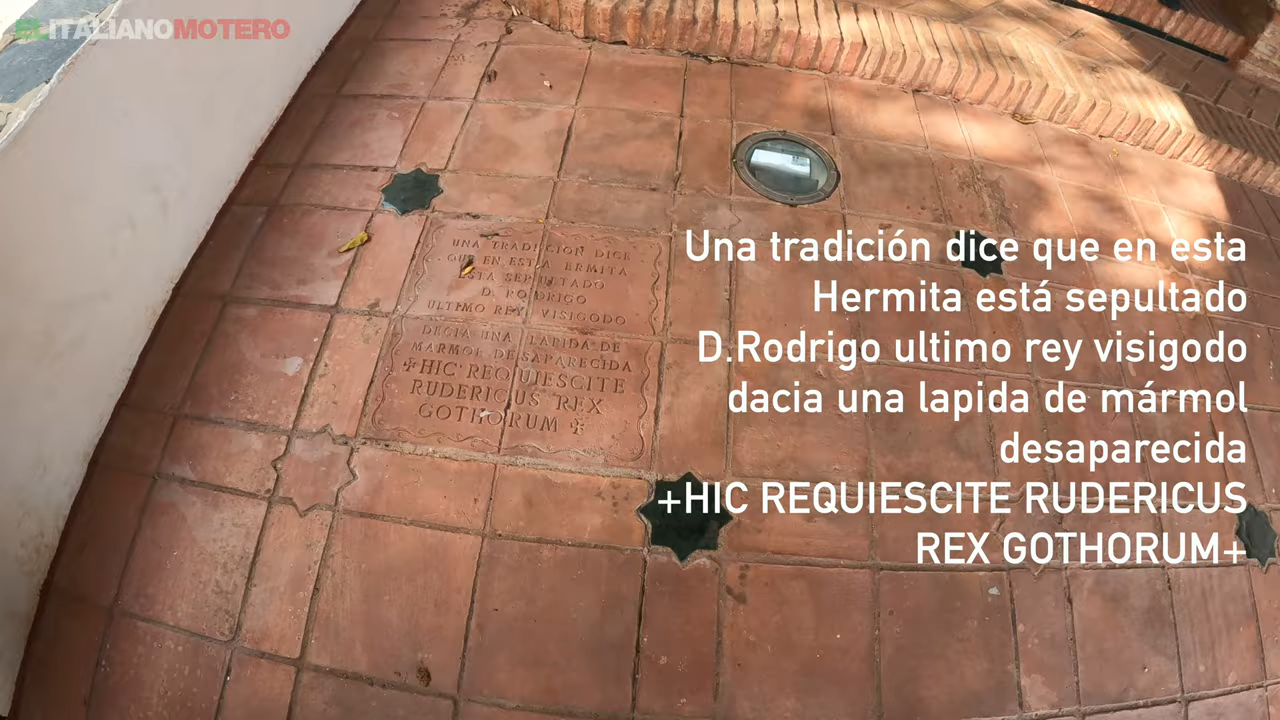 ITALIANOMOTERO
UNA TRADICION DICE
QUE EN ESTA ERMITA
ESTA SEPULTADO
D. RODRIGO
ULTIMO REY VISIGODO
DECIA UNA LAPIDA DE
MARMOL DESAPARECIDA
+HIC REQUIESCITE
RUDERICUS REX
GOTHORUM +
Una tradición dice que en esta
Hermita está sepultado
D.Rodrigo ultimo rey visigodo
dacia una lapida de mármol
desaparecida
+HIC REQUIESCITE RUDERICUS
REX GOTHORUM+